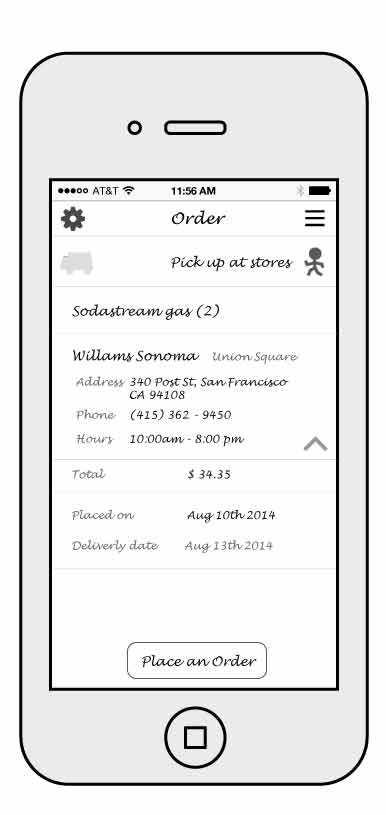 AT&T 11:56 AM
Order
Pick up at stores
Sodastream gas (2)
Willams Sonoma Union Square
Address 340 Post St, San Francisco
CA 94108
Phone (415) 362 - 9450
Hours 10:00am - 8:00 pm
Total $ 34.35
Placed on Aug 10th 2014
Deliverly date Aug 13th 2014
Place an Order